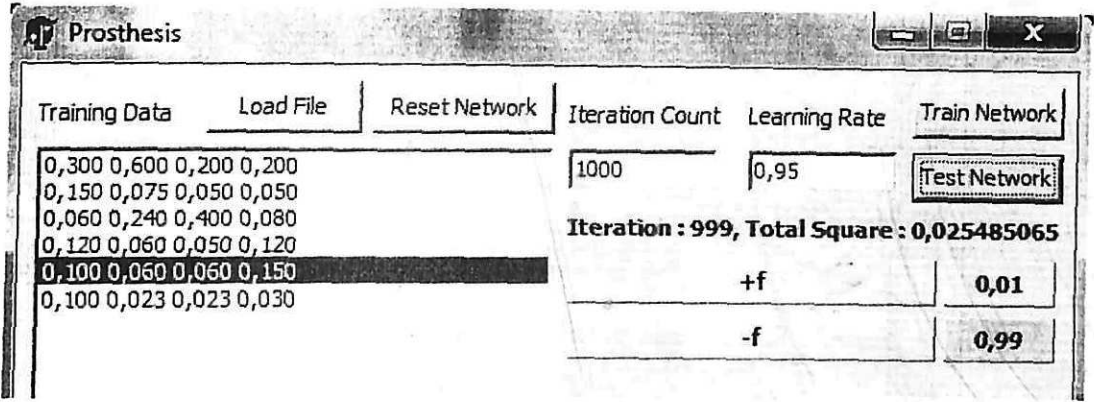 Prosthesis
Training Data Load File Reset Network Iteration Count Learning Rate Train Network
0,300 0,600 0,200 0,200
0,150 0,075 0,050 0,050
0,060 0,240 0,400 0,080
0,120 0,060 0,050 0,120
0,100 0,060 0,060 0,150
0,100 0,023 0,023 0,030
1000 0,95 Test Network
Iteration : 999, Total Square : 0,025485065
+f 0,01
-f 0,99